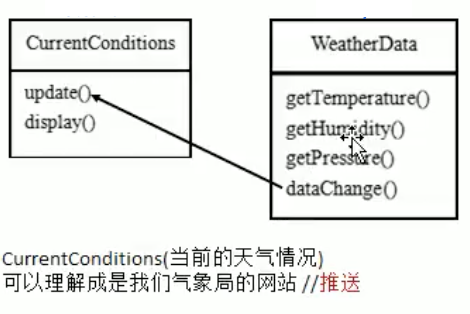 CurrentConditions
update()
display()
WeatherData
getTemperature()
getHumidity()
getPressure()
dataChange()
CurrentConditions(当前的天气情况)
可以理解成是我们气象局的网站 //推送